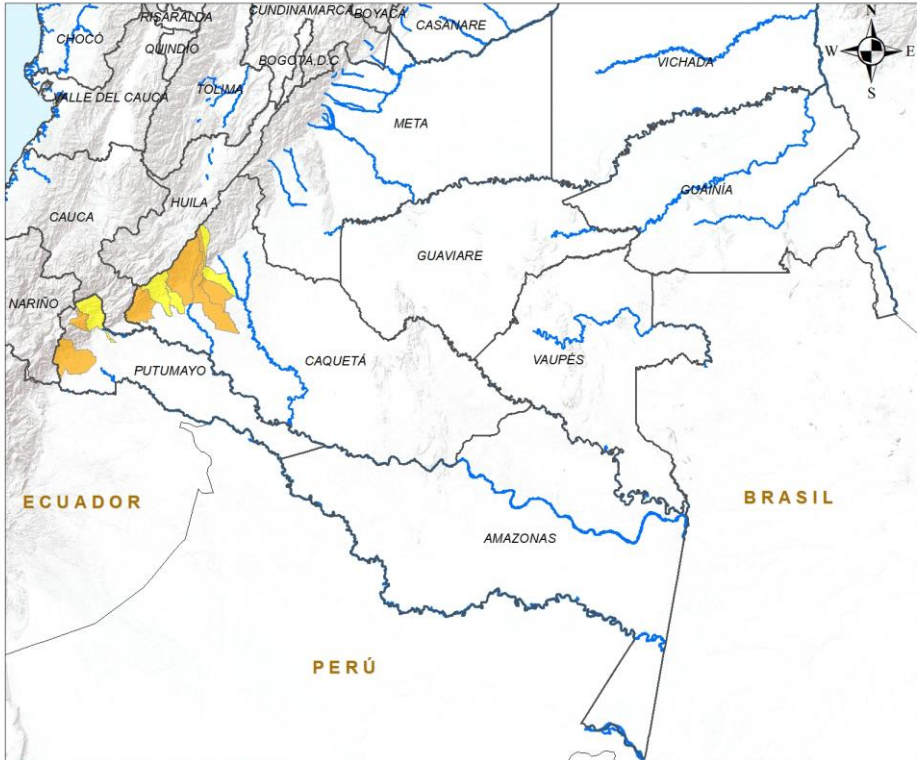 CUNDINAMARCA
BOYACÁ
RISARALDA
CASANARE
N
CHOCÓ
QUINDÍO
BOGOTÁ D.C
VICHADA
W
E
TOLIMA
S
VALLE DEL CAUCA
META
GUAINÍA
HUILA
CAUCA
GUAVIARE
NARIÑO
CAQUETÁ
VAUPÉS
PUTUMAYO
ECUADOR
BRASIL
AMAZONAS
PERÚ